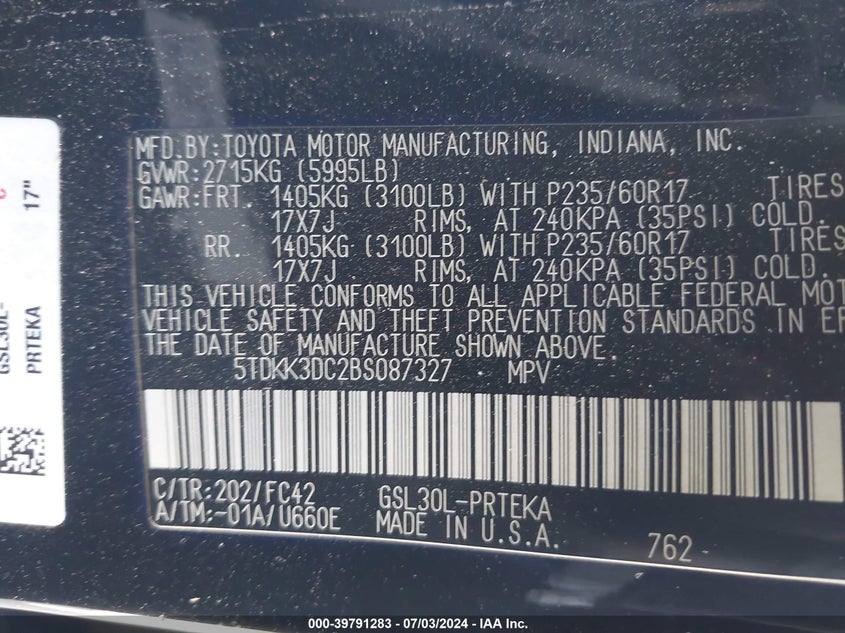 MFD.BY:TOYOTA MOTOR MANUFACTURING, INDIANA, INC.
GVWR:2715KG (5995LB)
GAWR:FRT. 1405KG (3100LB) WITH P235/60R17 TIRES
17X7J RIMS, AT 240KPA (35PSI) COLD.
RR. 1405KG (3100LB) WITH P235/60R17 TIRES
17X7J RIMS, AT 240KPA (35PSI) COLD.
THIS VEHICLE CONFORMS TO ALL APPLICABLE FEDERAL MOT
VEHICLE SAFETY AND THEFT PREVENTION STANDARDS IN EF
THE DATE OF MANUFACTURE SHOWN ABOVE.
5TDKK3DC2BS087327 MPV
C/TR:202/FC42 GSL30L-PRTEKA
A/TM:-01A/U660E MADE IN U.S.A.
762-
17"
GSL30L-
PRTEKA
000-39791283 - 07/03/2024 - IAA Inc.